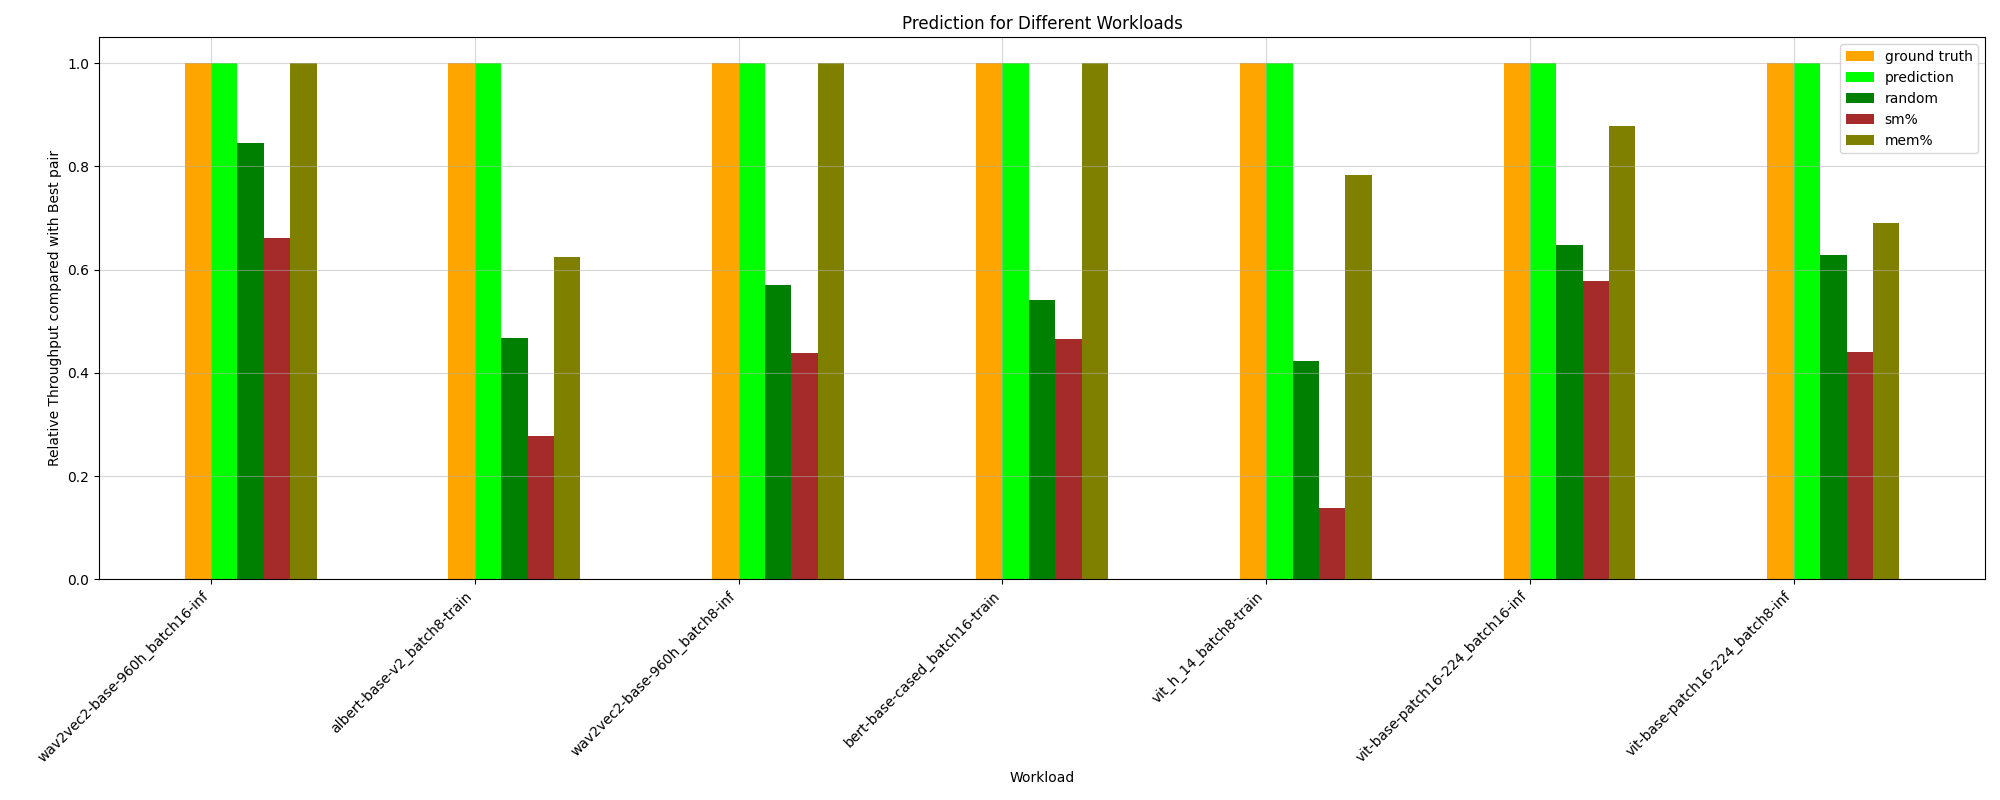 Prediction for Different Workloads
Relative Throughput compared with Best pair
1.0
0.8
0.6
0.4
0.2
0.0
ground truth
prediction
random
sm%
mem%
wav2vec2-base-960h_batch16-inf
albert-base-v2_batch8-train
wav2vec2-base-960h_batch8-inf
bert-base-cased_batch16-train
vit_h_14_batch8-train
vit-base-patch16-224_batch16-inf
vit-base-patch16-224_batch8-inf
Workload